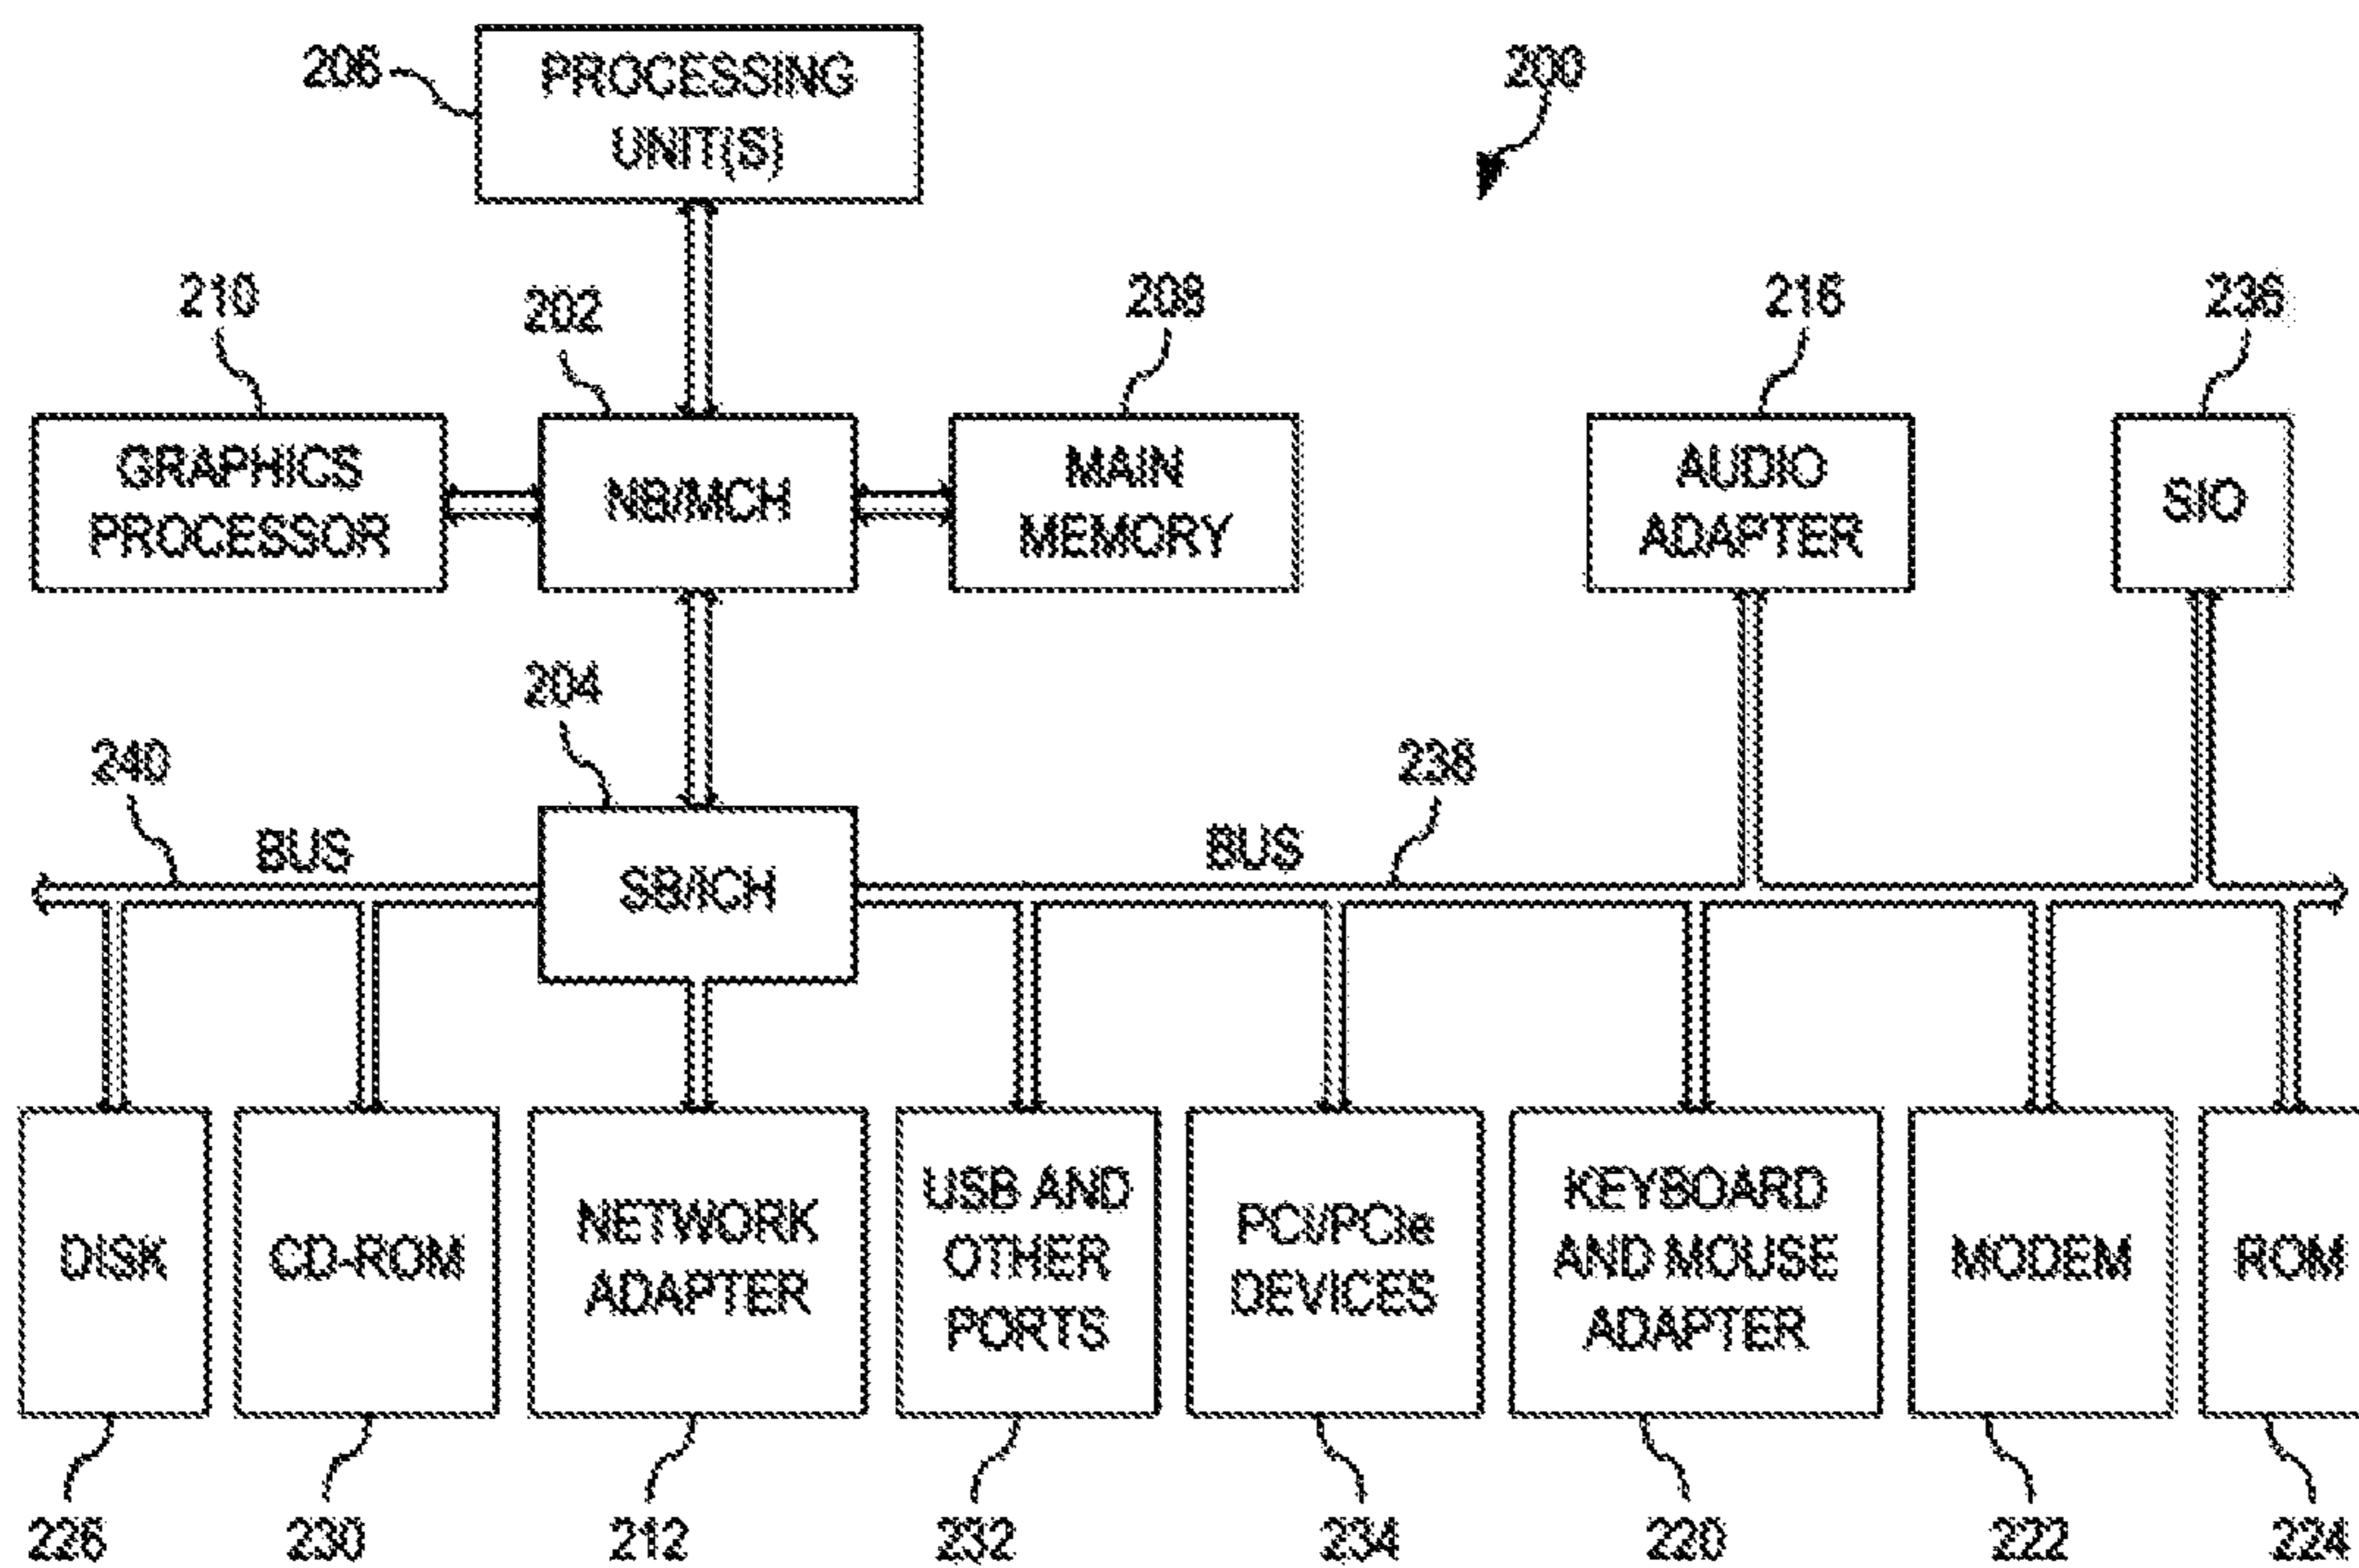 206
PROCESSING
UNIT(S)
200
210
202
208
216
236
GRAPHICS
PROCESSOR
NB/MCH
MAIN
MEMORY
AUDIO
ADAPTER
SIO
204
240
238
BUS
SB/ICH
BUS
DISK
CD-ROM
NETWORK
ADAPTER
USB AND
OTHER
PORTS
PCI/PCIe
DEVICES
KEYBOARD
AND MOUSE
ADAPTER
MODEM
ROM
226
230
212
232
234
220
222
224